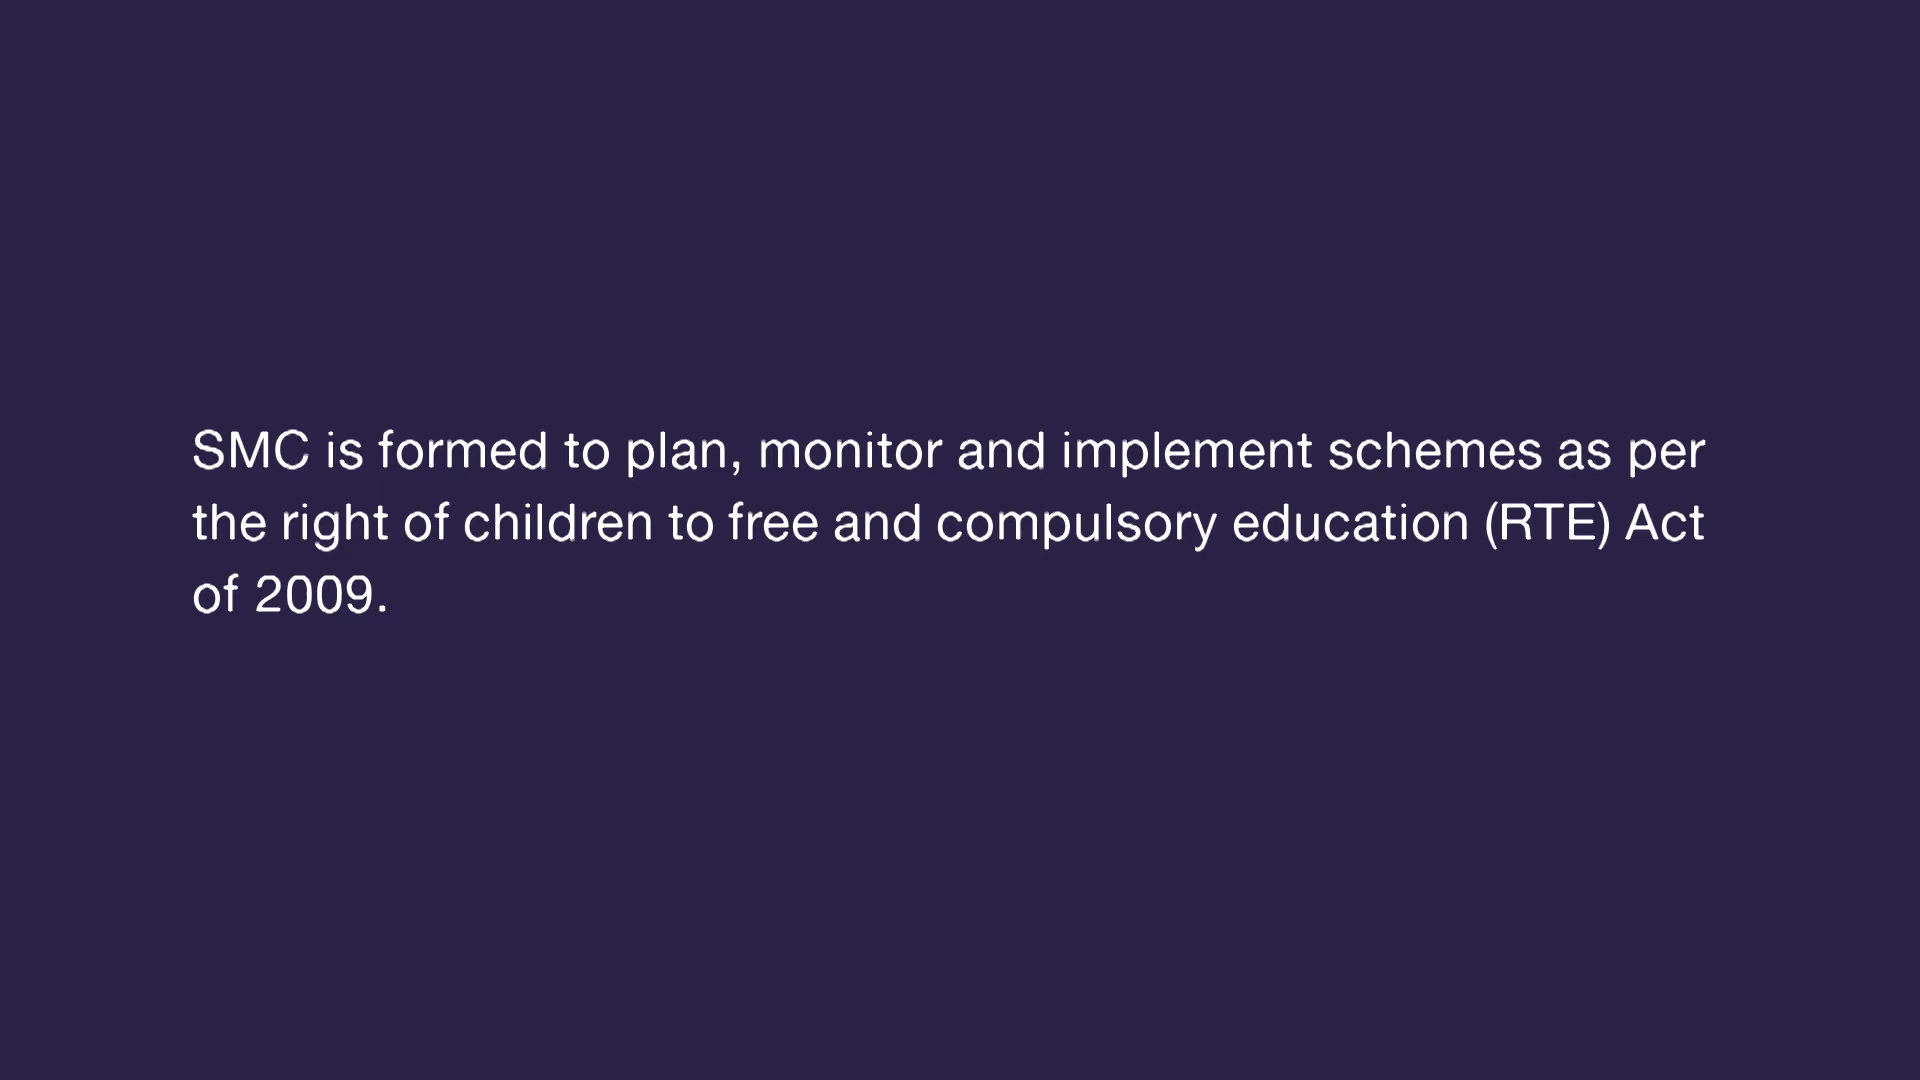 SMC is formed to plan, monitor and implement schemes as per
the right of children to free and compulsory education (RTE) Act
of 2009.